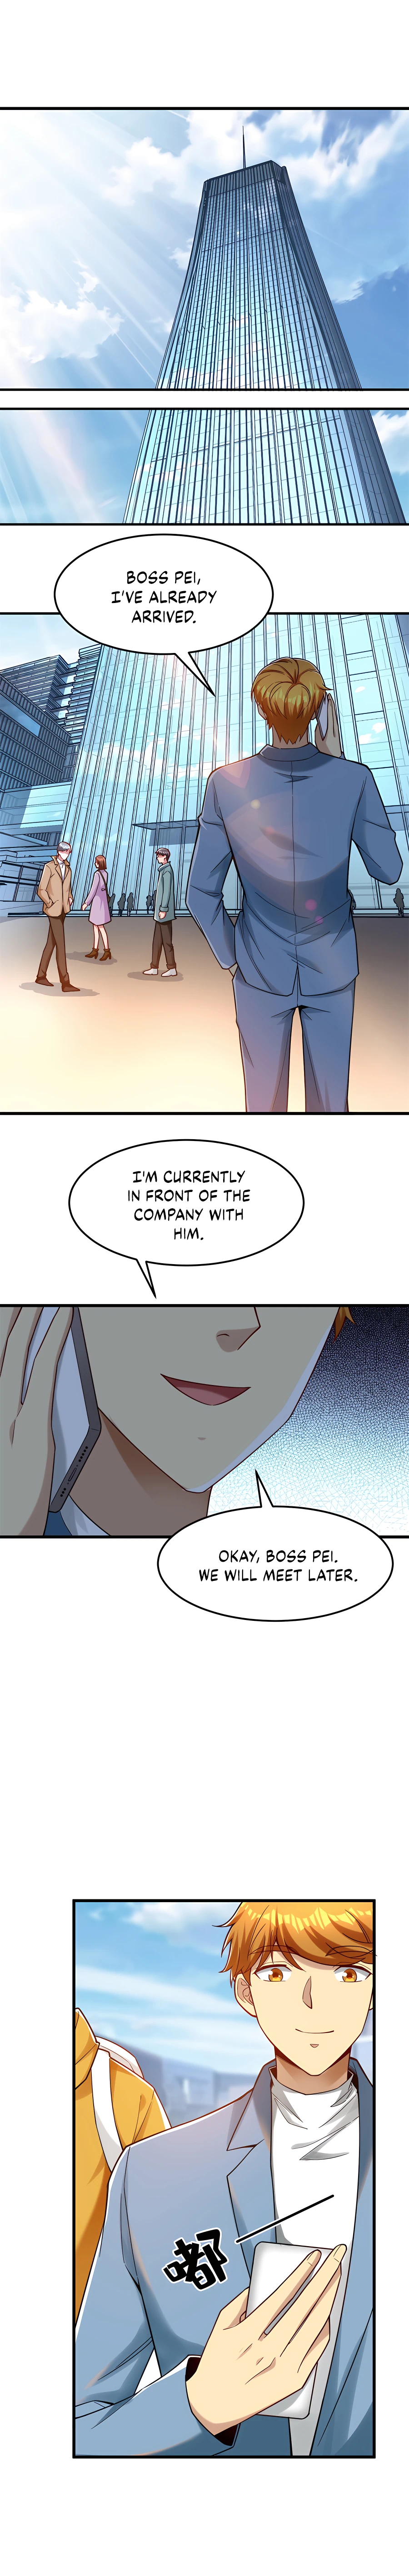 BOSS PEI,
I'VE ALREADY
ARRIVED.
I'M CURRENTLY
IN FRONT OF THE
COMPANY WITH
HIM.
OKAY, BOSS PEI.
WE WILL MEET LATER.
嘟